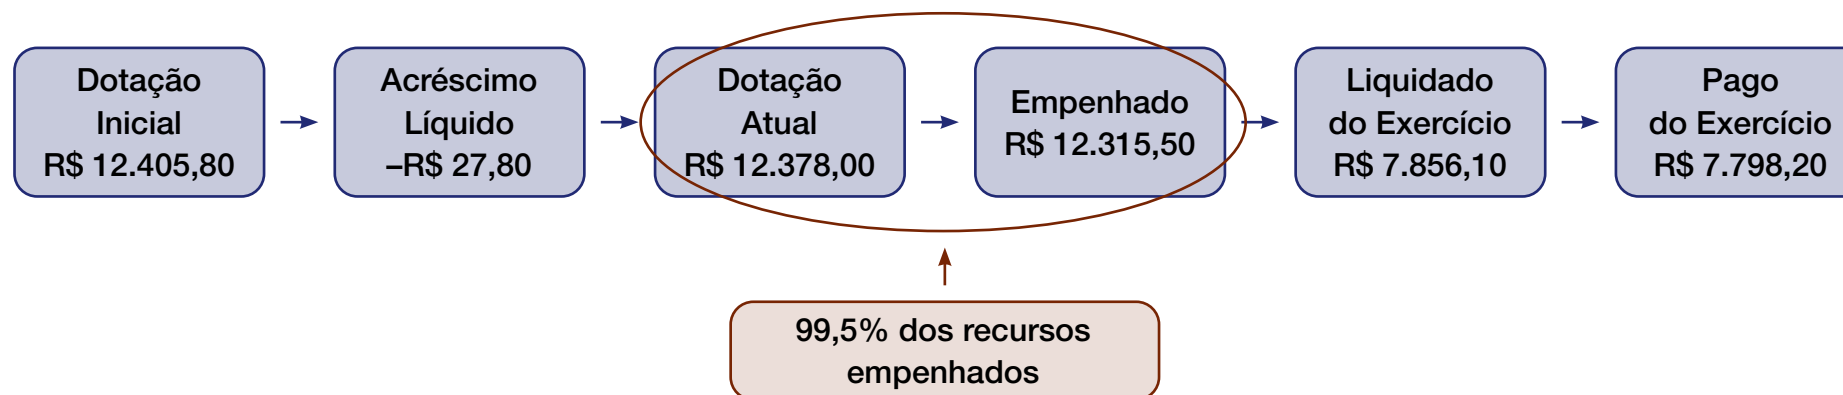 Dotação
Inicial
R$ 12.405,80
Acréscimo
Líquido
–R$ 27,80
Dotação
Atual
R$ 12.378,00
Empenhado
R$ 12.315,50
Liquidado
do Exercício
R$ 7.856,10
Pago
do Exercício
R$ 7.798,20
99,5% dos recursos
empenhados